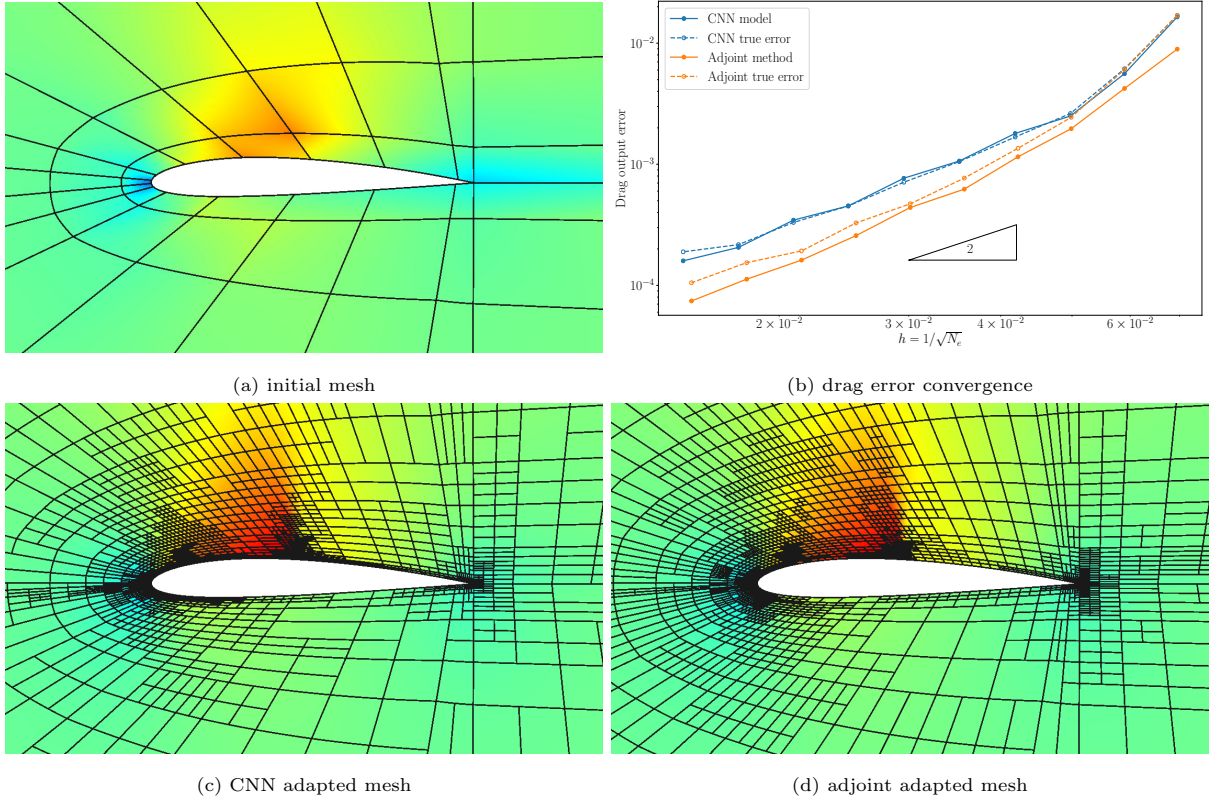 CNN model
CNN true error
Adjoint method
Adjoint true error
10⁻²
10⁻³
10⁻⁴
Drag output error
2
2 × 10⁻²
3 × 10⁻²
4 × 10⁻²
6 × 10⁻²
h = 1/√Nₑ
(a) initial mesh
(b) drag error convergence
(c) CNN adapted mesh
(d) adjoint adapted mesh